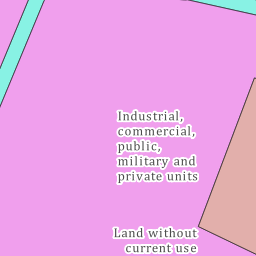 Industrial,
commercial,
public,
military and
private units
Land without
current use